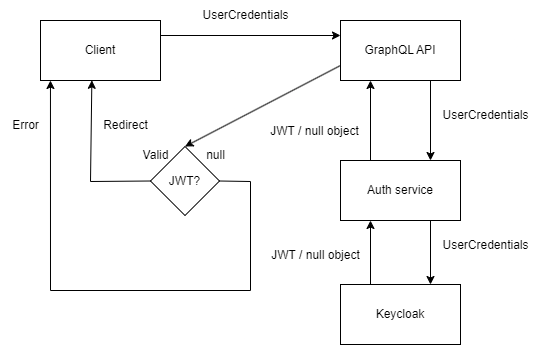 UserCredentials
Client
GraphQL API
Error
Redirect
UserCredentials
JWT / null object
Valid
null
JWT?
Auth service
UserCredentials
JWT / null object
Keycloak